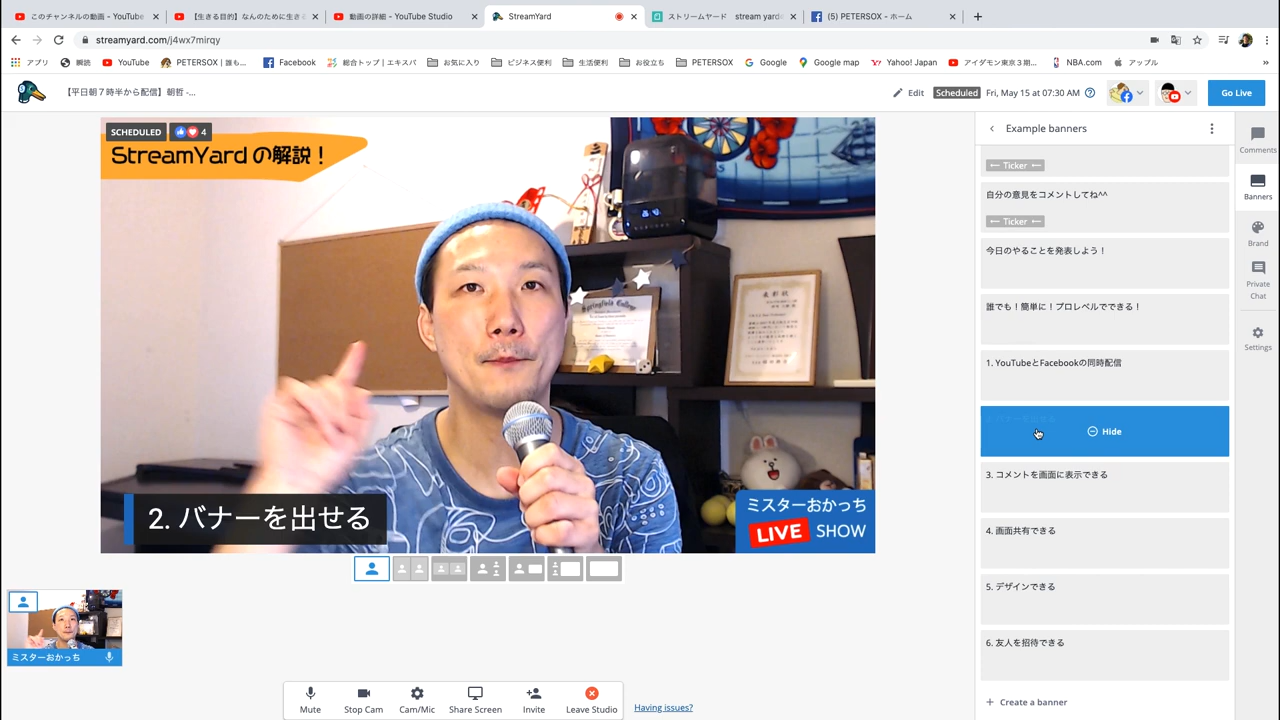 このチャンネルの動画 - YouTube
【生きる目的】なんのために生き
動画の詳細 - YouTube Studio
StreamYard
ストリームヤード stream yard
(5) PETERSOX - ホーム
streamyard.com/j4wx7mirqy
アプリ
瞬読
YouTube
PETERSOX | 誰も...
Facebook
総合トップ | エキスパ
お気に入り
ビジネス便利
生活便利
お役立ち
PETERSOX
Google
Google map
Yahoo! Japan
アイダモン東京３期...
NBA.com
アップル
【平日朝７時半から配信】朝哲 -...
Edit
Scheduled
Fri, May 15 at 07:30 AM
Go Live
SCHEDULED
4
StreamYard の解説！
表彰状
2. バナーを出せる
ミスターおかっち
LIVE SHOW
ミスターおかっち
Mute
Stop Cam
Cam/Mic
Share Screen
Invite
Leave Studio
Having issues?
Example banners
Ticker
自分の意見をコメントしてね^^
Ticker
今日のやることを発表しよう！
誰でも！簡単に！プロレベルでできる！
1. YouTubeとFacebookの同時配信
Hide
3. コメントを画面に表示できる
4. 画面共有できる
5. デザインできる
6. 友人を招待できる
Create a banner
Comments
Banners
Brand
Private
Chat
Settings